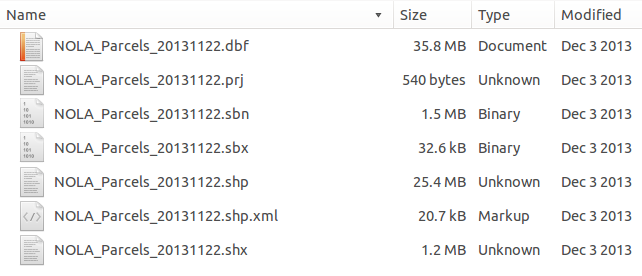 Name Size Type Modified
NOLA_Parcels_20131122.dbf 35.8 MB Document Dec 3 2013
NOLA_Parcels_20131122.prj 540 bytes Unknown Dec 3 2013
NOLA_Parcels_20131122.sbn 1.5 MB Binary Dec 3 2013
NOLA_Parcels_20131122.sbx 32.6 kB Binary Dec 3 2013
NOLA_Parcels_20131122.shp 25.4 MB Unknown Dec 3 2013
NOLA_Parcels_20131122.shp.xml 20.7 kB Markup Dec 3 2013
NOLA_Parcels_20131122.shx 1.2 MB Unknown Dec 3 2013